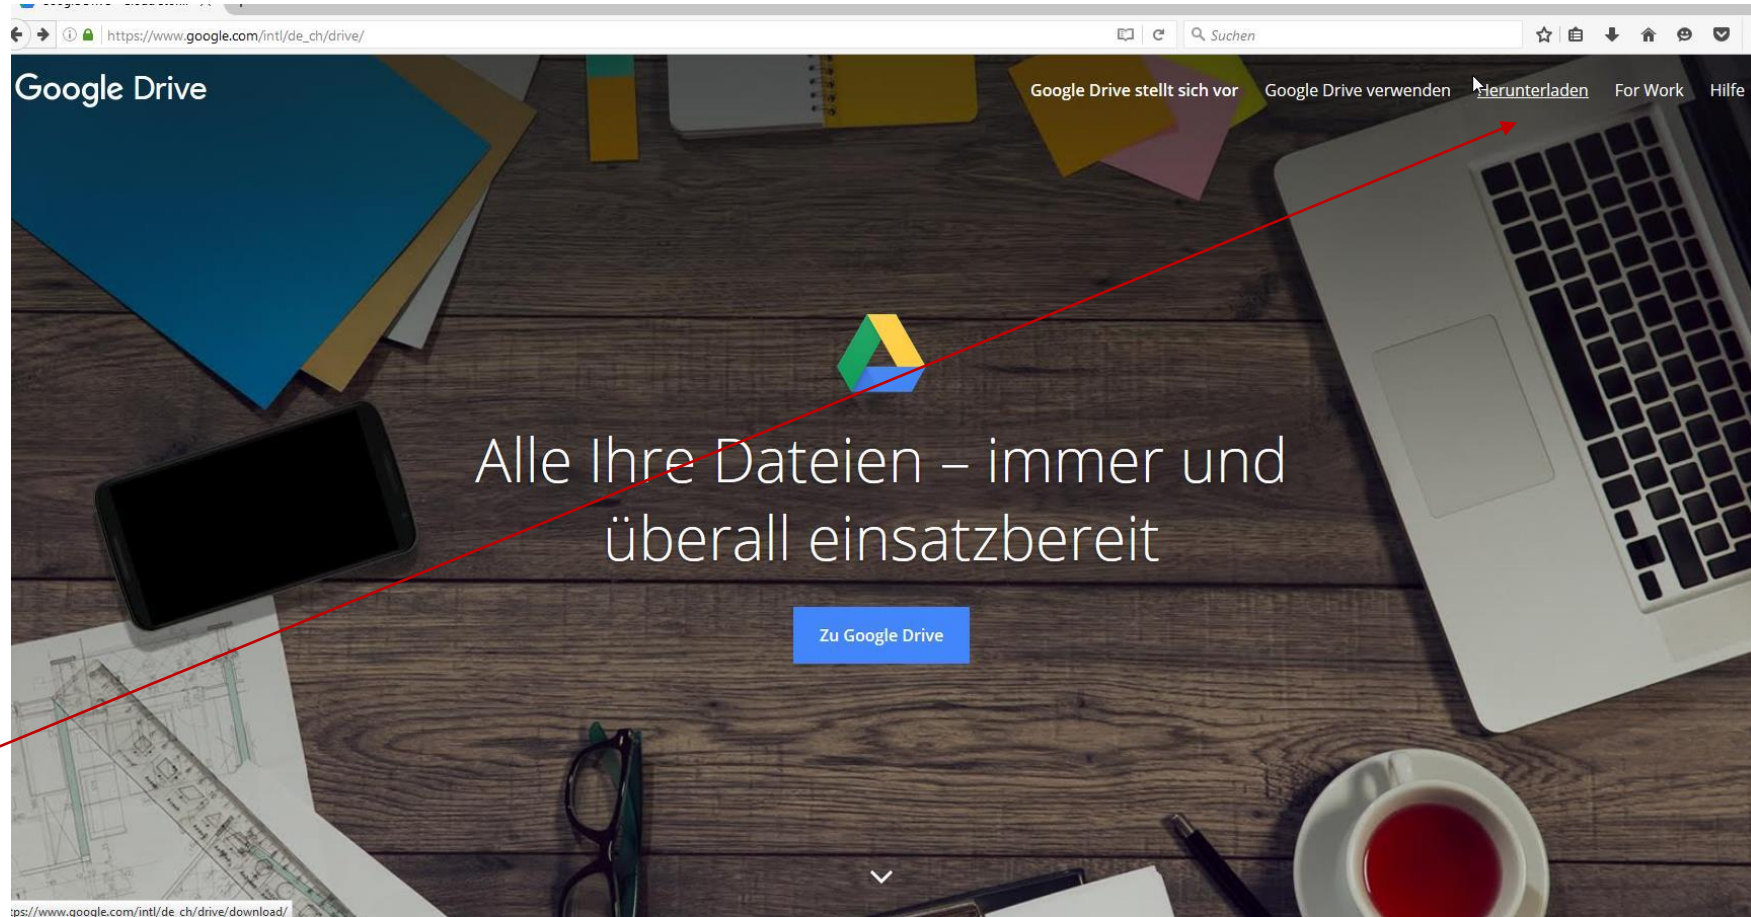 https://www.google.com/intl/de_ch/drive/
Suchen
Google Drive
Google Drive stellt sich vor
Google Drive verwenden
Herunterladen
For Work
Hilfe
Alle Ihre Dateien – immer und
überall einsatzbereit
Zu Google Drive
tps://www.google.com/intl/de_ch/drive/download/